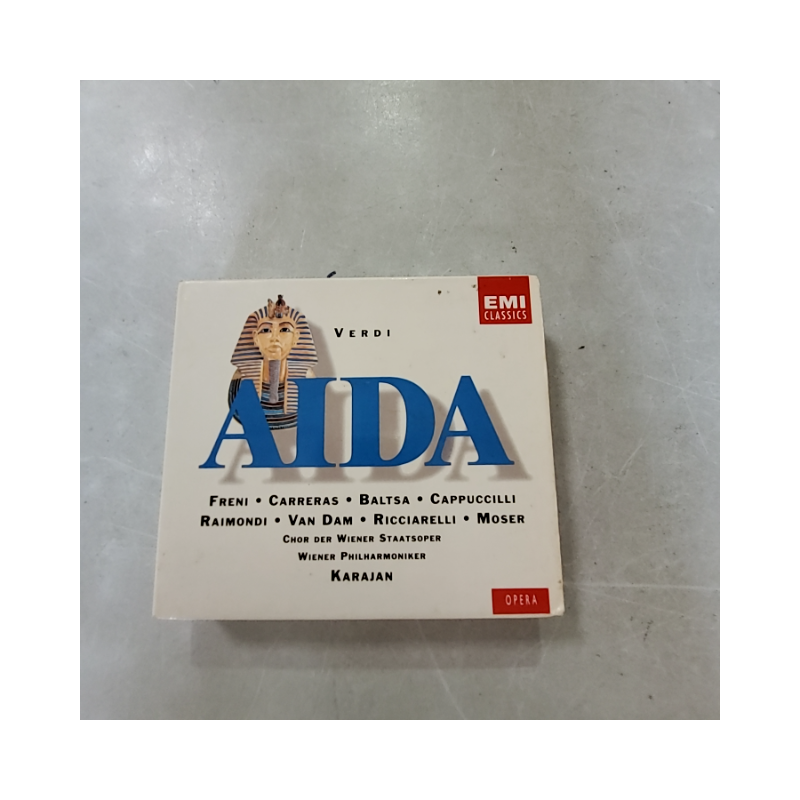 EMI
CLASSICS
VERDI
AIDA
FRENI • CARRERAS • BALTSA • CAPPUCCILLI
RAIMONDI • VAN DAM • RICCIARELLI • MOSER
CHOR DER WIENER STAATSOPER
WIENER PHILHARMONIKER
KARAJAN
OPERA